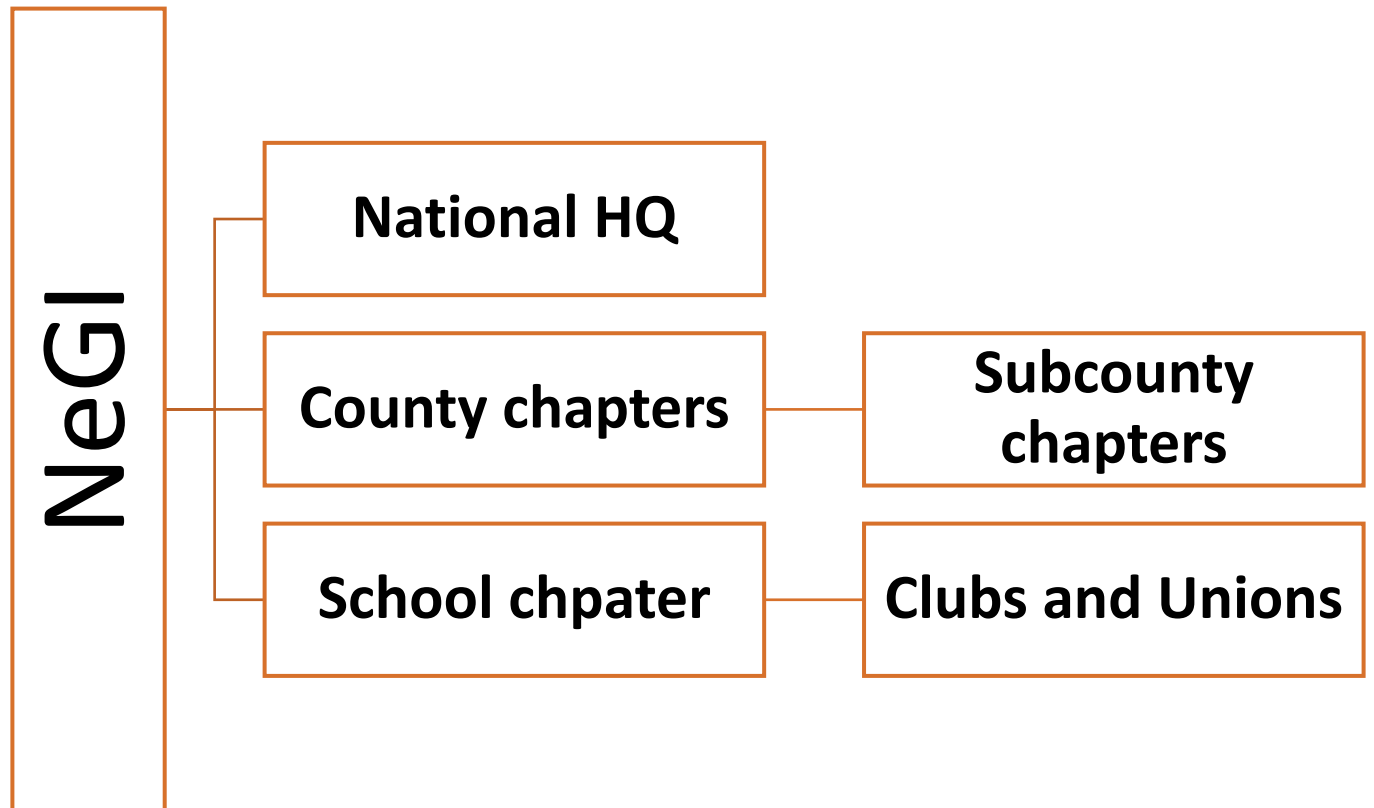 NeGI
National HQ
County chapters
Subcounty
chapters
School chpater
Clubs and Unions